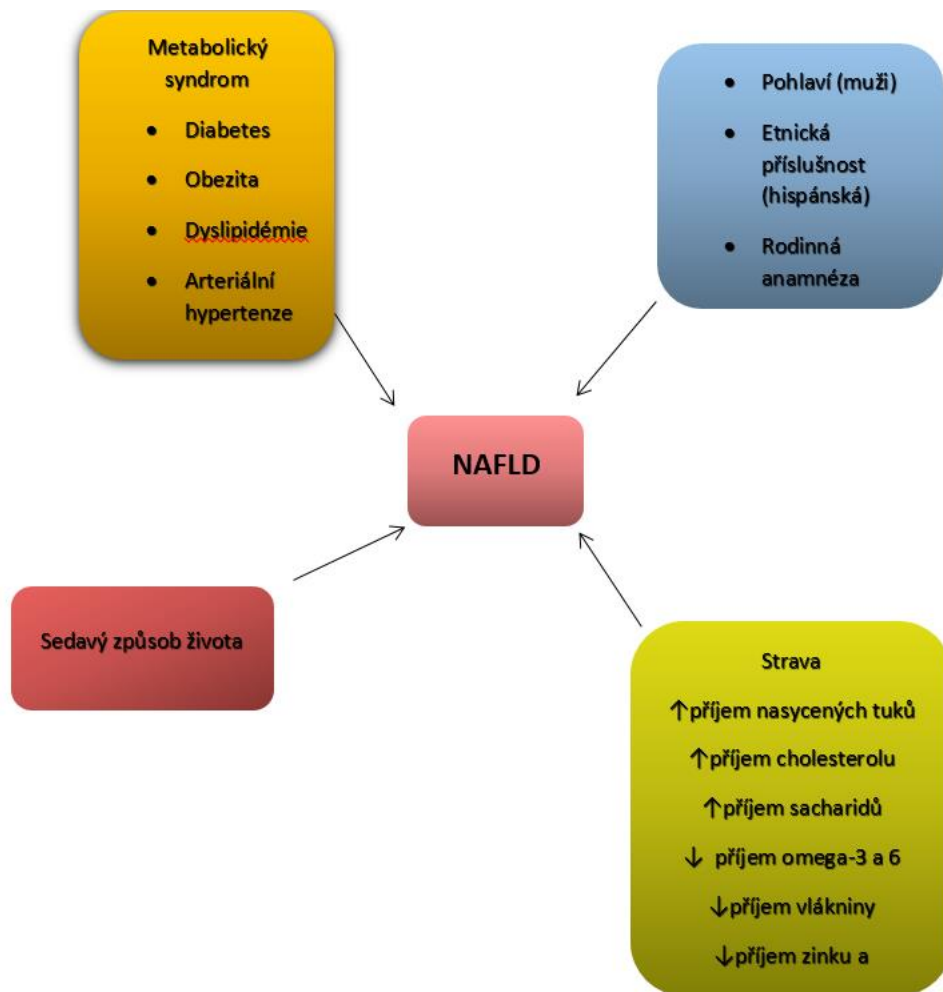 Metabolický
syndrom
• Diabetes
• Obezita
• Dyslipidémie
• Arteriální
hypertenze
• Pohlaví (muži)
• Etnická
příslušnost
(hispánská)
• Rodinná
anamnéza
NAFLD
Sedavý způsob života
Strava
↑příjem nasycených tuků
↑příjem cholesterolu
↑příjem sacharidů
↓ příjem omega-3 a 6
↓příjem vlákniny
↓příjem zinku a